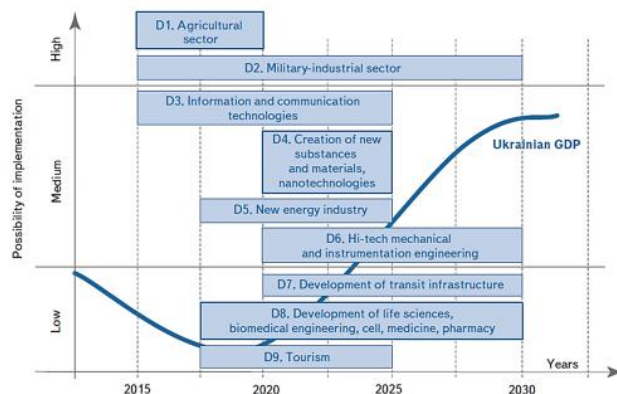 Possibility of implementation
High
Medium
Low
D1. Agricultural
sector
D2. Military-industrial sector
D3. Information and communication
technologies
D4. Creation of new
substances
and materials,
nanotechnologies
Ukrainian GDP
D5. New energy industry
D6. Hi-tech mechanical
and instrumentation engineering
D7. Development of transit infrastructure
D8. Development of life sciences,
biomedical engineering, cell, medicine, pharmacy
D9. Tourism
Years
2015
2020
2025
2030